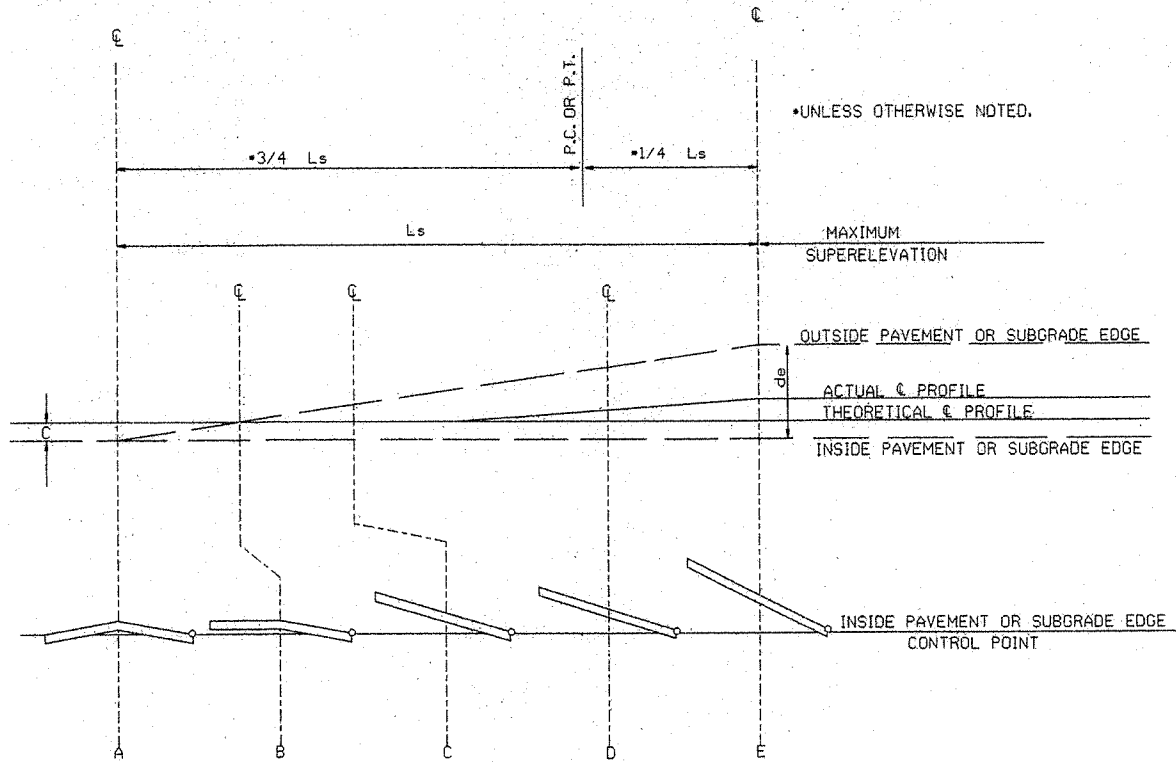 ℄
℄
P.C. OR P.T.
*UNLESS OTHERWISE NOTED.
*3/4 Ls
*1/4 Ls
Ls
MAXIMUM
SUPERELEVATION
℄
℄
℄
OUTSIDE PAVEMENT OR SUBGRADE EDGE
de
ACTUAL ℄ PROFILE
THEORETICAL ℄ PROFILE
C
INSIDE PAVEMENT OR SUBGRADE EDGE
INSIDE PAVEMENT OR SUBGRADE EDGE
CONTROL POINT
A
B
C
D
E